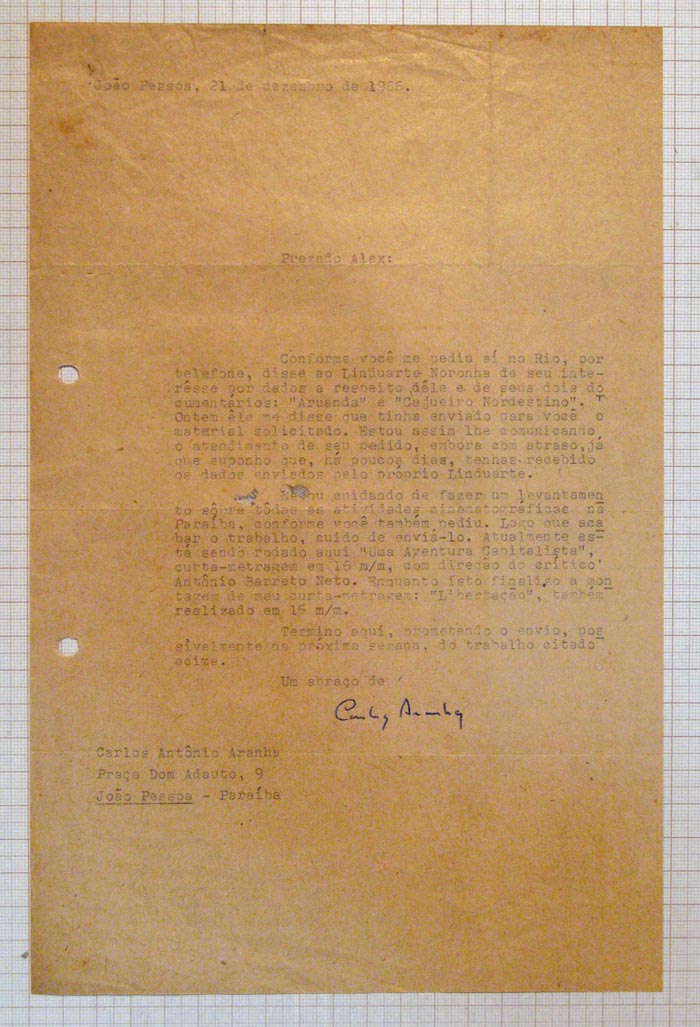 João Pessoa, 21 de dezembro de 1966.
Prezado Alex:
Conforme você me pediu aí no Rio, por
telefone, disse ao Linduarte Noronha de seu inte-
rêsse por dados a respeito dêle e de seus dois do
cumentários: "Aruanda" e "Cajueiro Nordestino".
Ontem êle me disse que tinha enviado para você o
material solicitado. Estou assim lhe comunicando
o atendimento de seu pedido, embora com atraso,já
que suponho que, há poucos dias, tenhas recebido
os dados enviados pelo próprio Linduarte.
Estou cuidando de fazer um levantamen
to sôbre tôdas as atividades cinematográficas na
Paraíba, conforme você também pediu. Logo que aca
bar o trabalho, cuido de enviá-lo. Atualmente es-
tá sendo rodado aqui "Uma Aventura Capitalista",
curta-metragem em 16 m/m, com direção do crítico
Antônio Barreto Neto. Enquanto isto finalizo a mon
tagem de meu curta-metragem: "Libertação", também
realizado em 16 m/m.
Termino aqui, prometendo o envio, pos
sivelmente na próxima semana, do trabalho citado
acima.
Um abraço de
Carlos Aranha
Carlos Antônio Aranha
Praça Dom Adauto, 9
João Pessoa - Paraíba